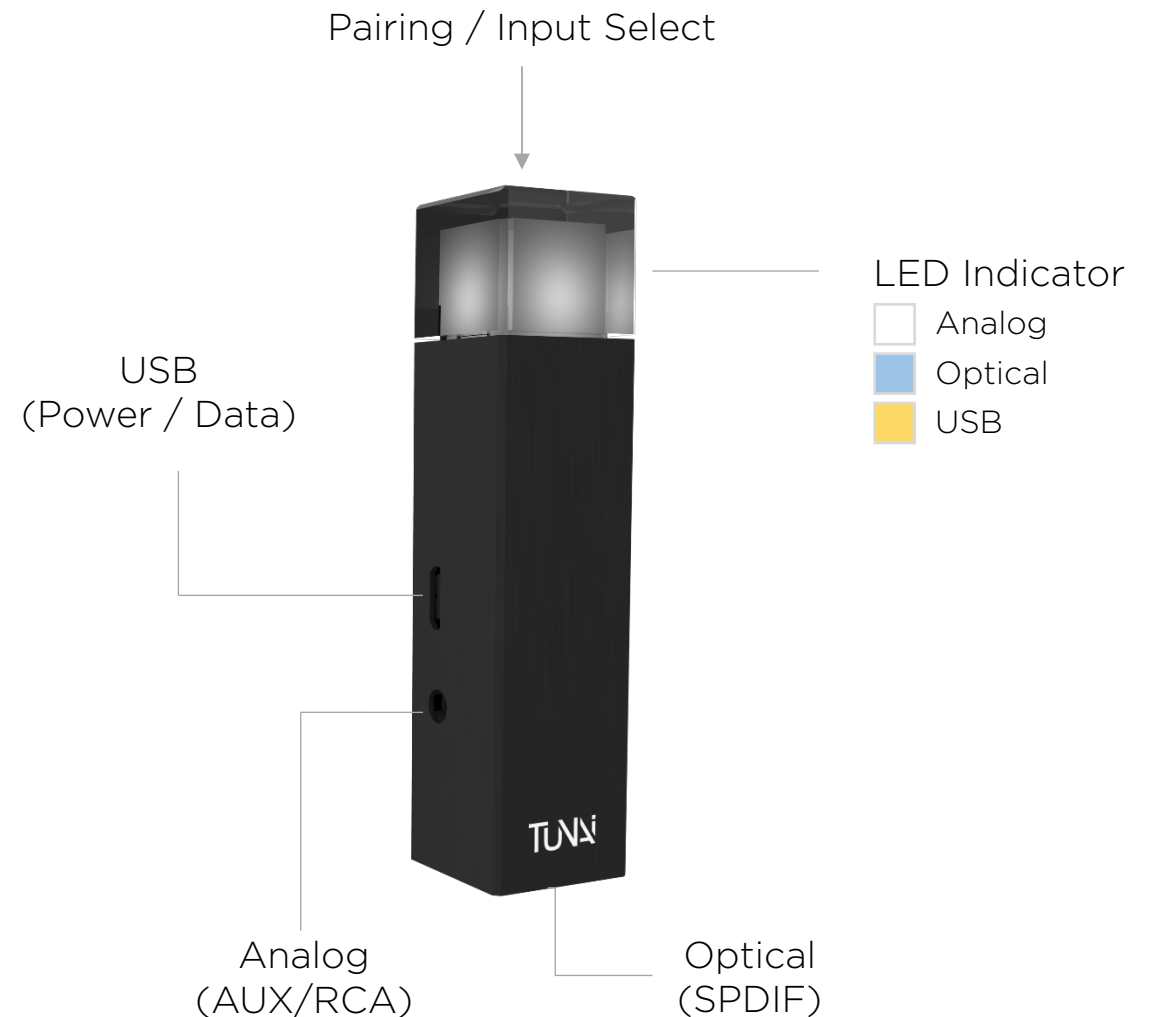 Pairing / Input Select
LED Indicator
Analog
Optical
USB
USB
(Power / Data)
TUNAI
Analog
(AUX/RCA)
Optical
(SPDIF)